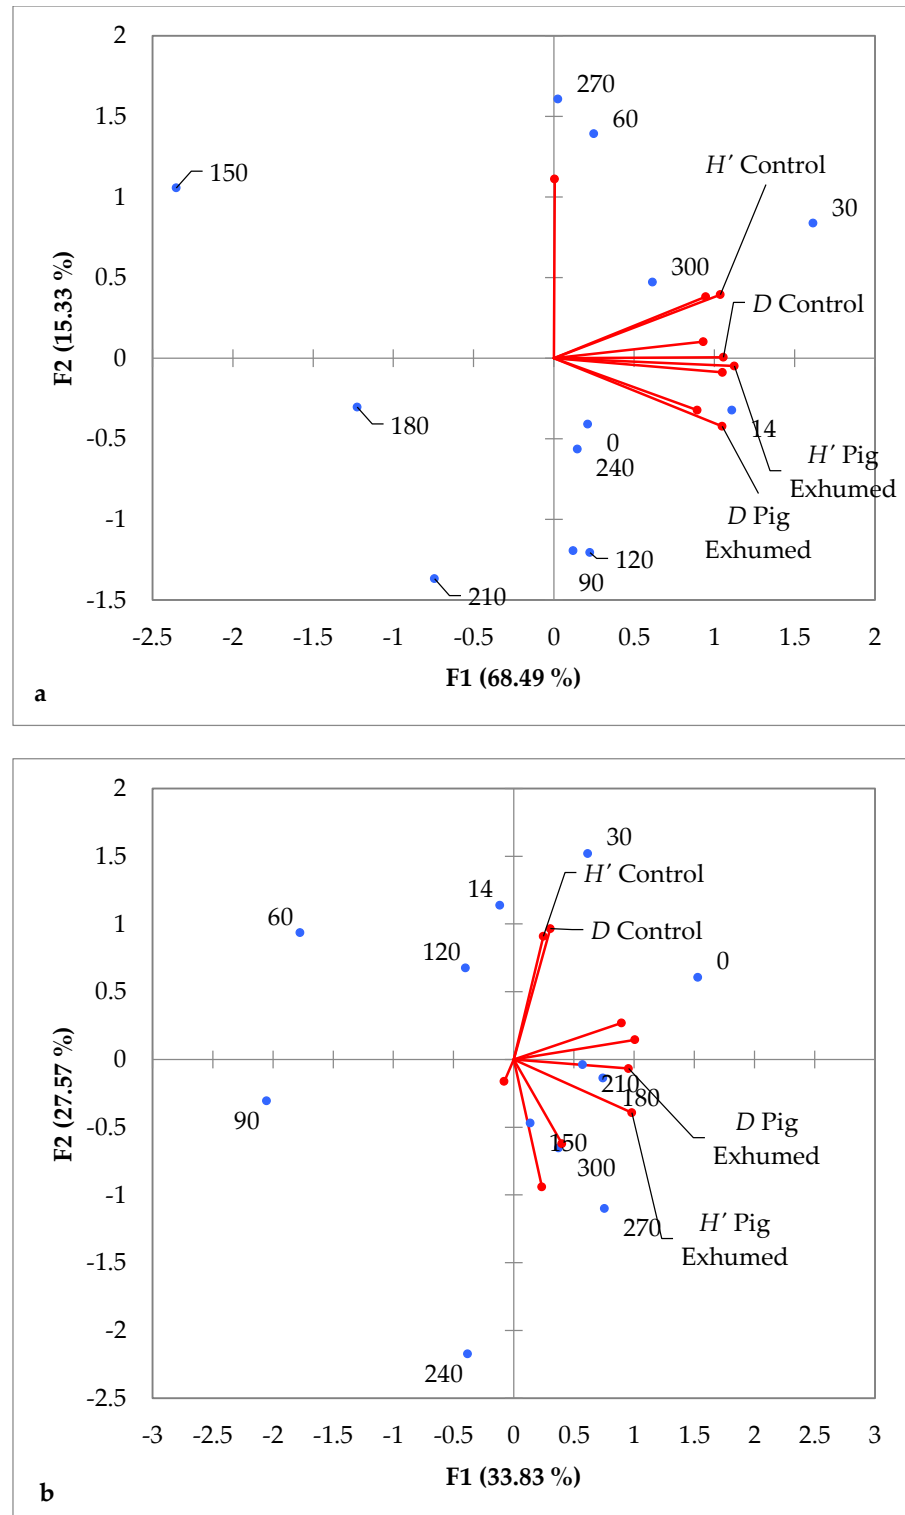 2
270
1.5
60
H' Control
150
1
30
0.5
300
D Control
0
180
-0.5
14
0
240
H' Pig
Exhumed
D Pig
Exhumed
-1
120
90
210
-1.5
-2.5 -2 -1.5 -1 -0.5 0 0.5 1 1.5 2
F2 (15.33 %)
F1 (68.49 %)
a
2
30
1.5
H' Control
14
60
1
D Control
120
0
0.5
0
210
180
90
-0.5
D Pig
Exhumed
150
300
-1
270
H' Pig
Exhumed
-1.5
-2
240
-2.5
-3 -2.5 -2 -1.5 -1 -0.5 0 0.5 1 1.5 2 2.5 3
F2 (27.57 %)
F1 (33.83 %)
b